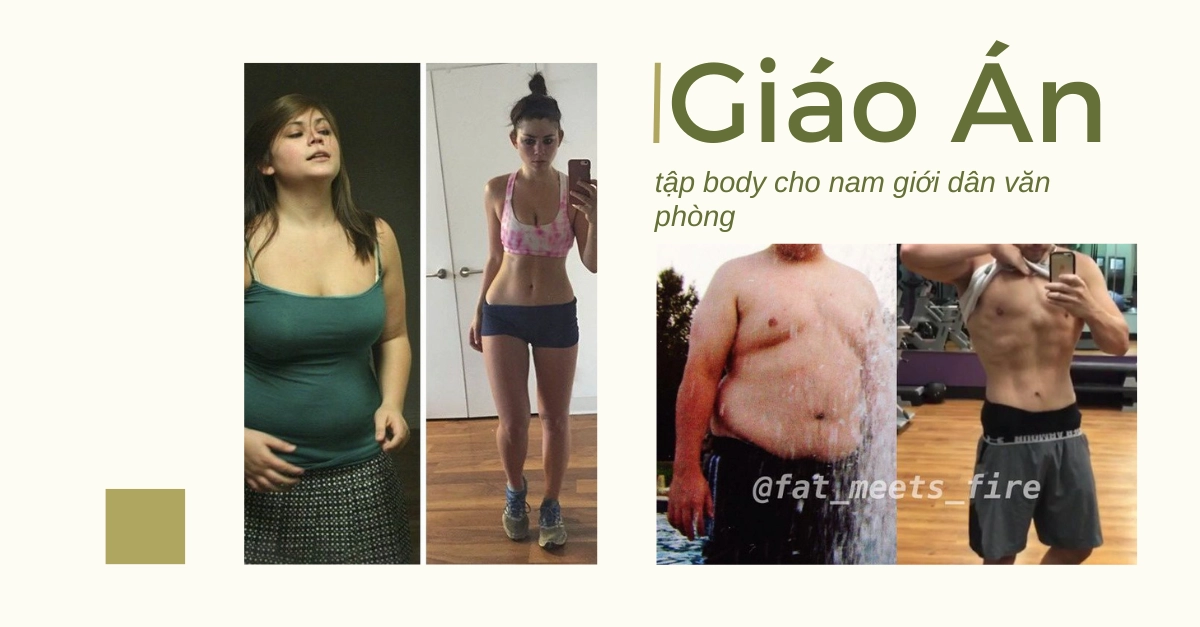 Giáo Án
tập body cho nam giới dân văn
phòng
@fat_meets_fire